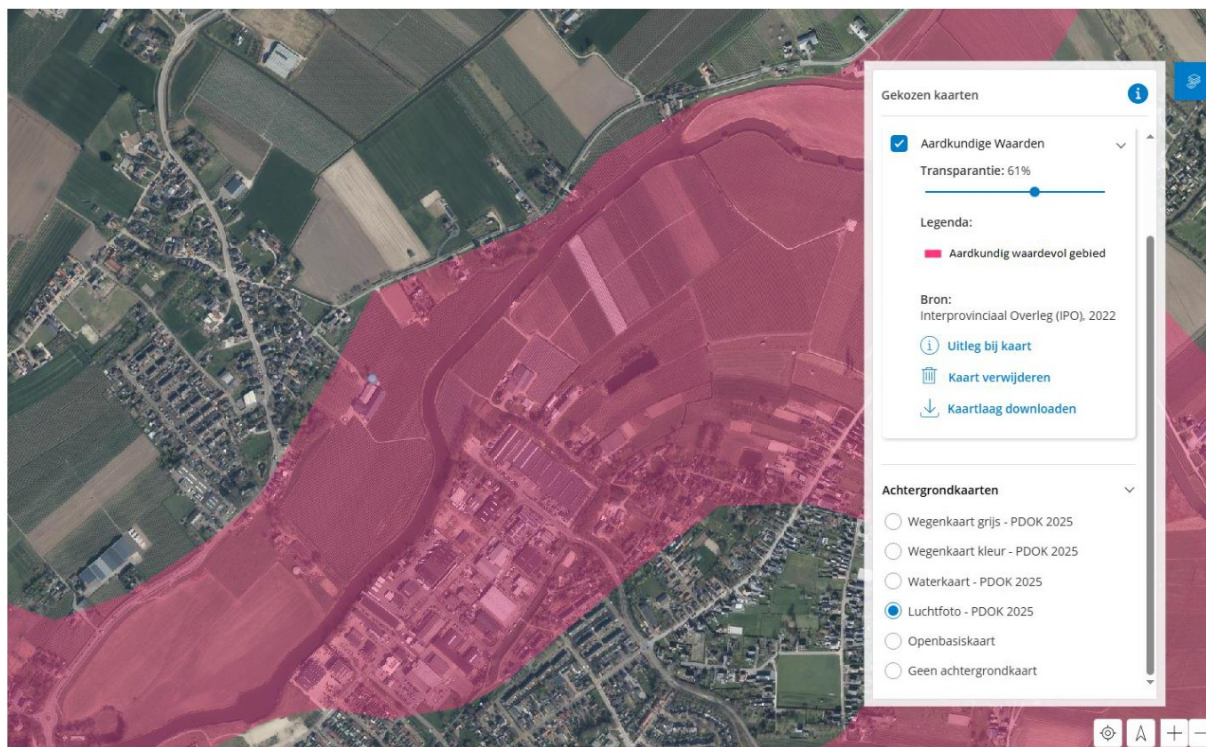 Gekozen kaarten
Aardkundige Waarden
Transparantie: 61%
Legenda:
Aardkundig waardevol gebied
Bron:
Interprovinciaal Overleg (IPO), 2022
Uitleg bij kaart
Kaart verwijderen
Kaartlaag downloaden
Achtergrondkaarten
Wegenkaart grijs - PDOK 2025
Wegenkaart kleur - PDOK 2025
Waterkaart - PDOK 2025
Luchtfoto - PDOK 2025
Openbasiskaart
Geen achtergrondkaart